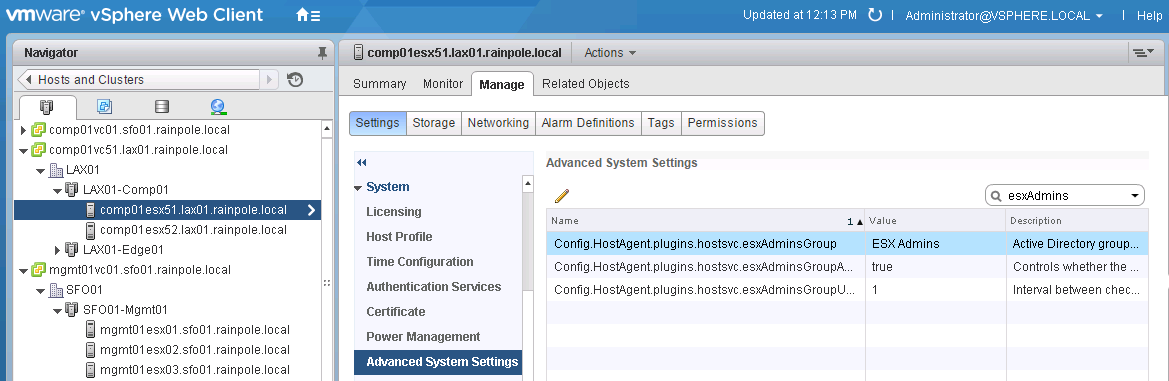 vmware® vSphere Web Client
Updated at 12:13 PM
Administrator@VSPHERE.LOCAL
Help
Navigator
Hosts and Clusters
comp01vc01.sfo01.rainpole.local
comp01vc51.lax01.rainpole.local
LAX01
LAX01-Comp01
comp01esx51.lax01.rainpole.local
comp01esx52.lax01.rainpole.local
LAX01-Edge01
mgmt01vc01.sfo01.rainpole.local
SFO01
SFO01-Mgmt01
mgmt01esx01.sfo01.rainpole.local
mgmt01esx02.sfo01.rainpole.local
mgmt01esx03.sfo01.rainpole.local
comp01esx51.lax01.rainpole.local Actions
Summary Monitor Manage Related Objects
Settings Storage Networking Alarm Definitions Tags Permissions
System
Licensing
Host Profile
Time Configuration
Authentication Services
Certificate
Power Management
Advanced System Settings
Advanced System Settings
esxAdmins
Name 1 Value Description
Config.HostAgent.plugins.hostsvc.esxAdminsGroup ESX Admins Active Directory group...
Config.HostAgent.plugins.hostsvc.esxAdminsGroupA... true Controls whether the ...
Config.HostAgent.plugins.hostsvc.esxAdminsGroupU... 1 Interval between chec...